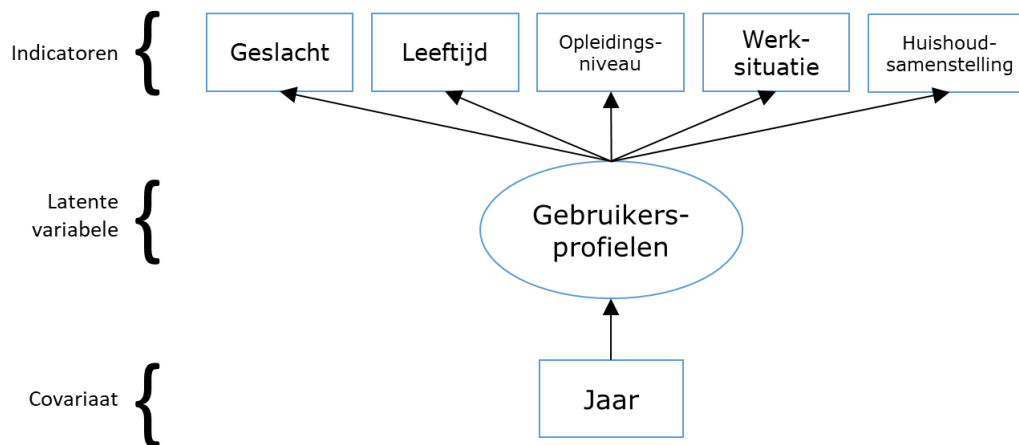 Indicatoren
Geslacht
Leeftijd
Opleidings-
niveau
Werk-
situatie
Huishoud-
samenstelling
Latente
variabele
Gebruikers-
profielen
Covariaat
Jaar